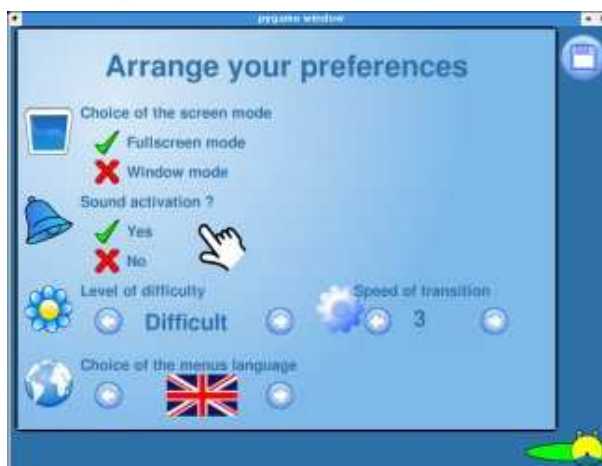 pygame window
Arrange your preferences
Choice of the screen mode
Fullscreen mode
Window mode
Sound activation ?
Yes
No
Level of difficulty
Speed of transition
Difficult
3
Choice of the menus language